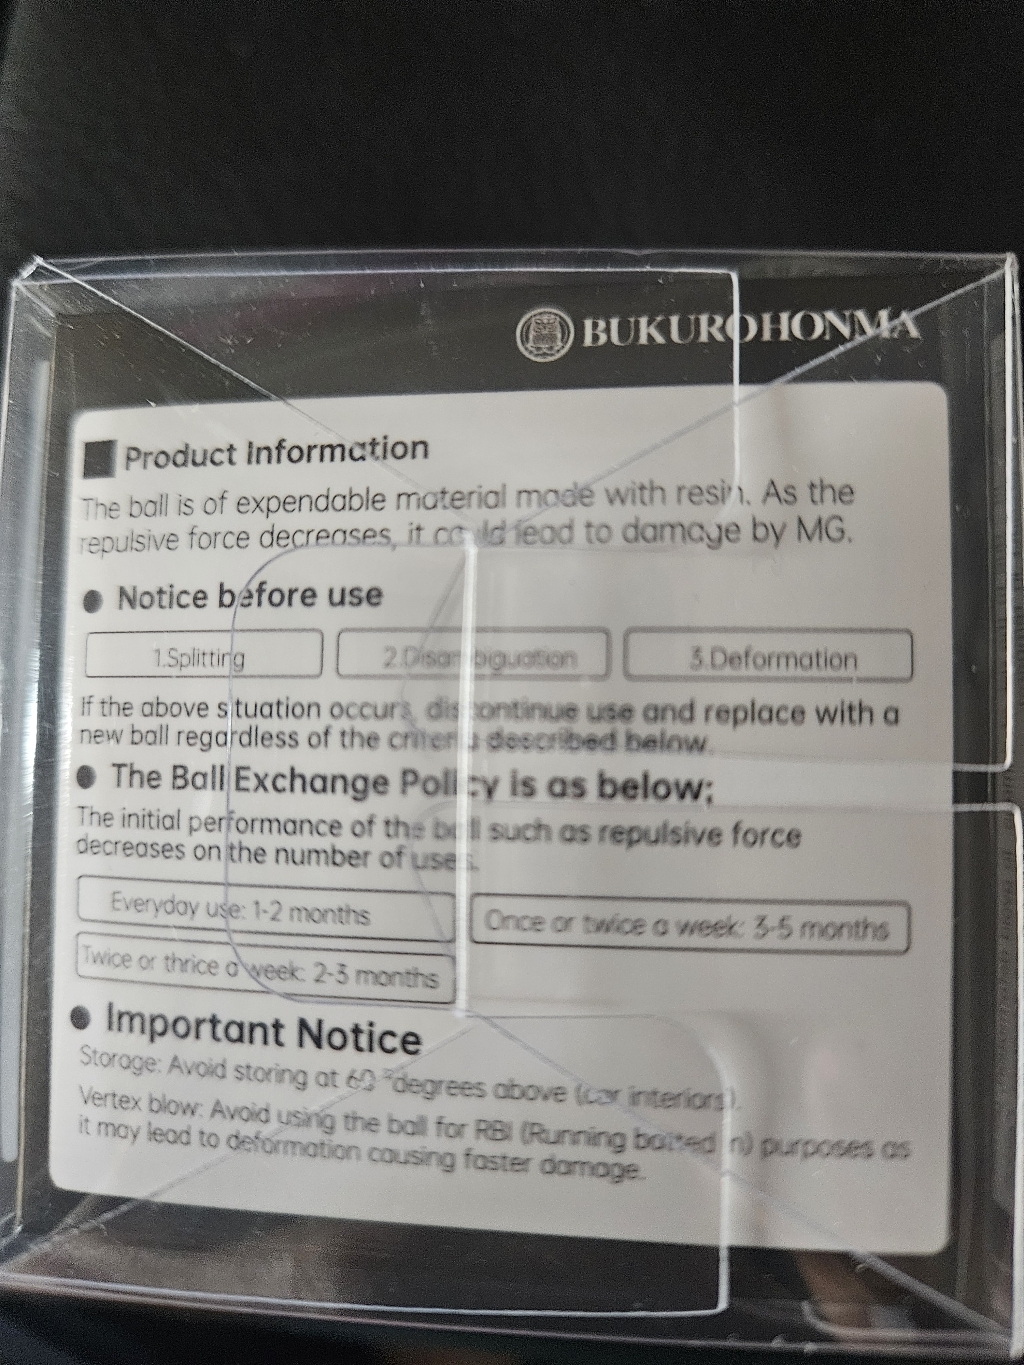 BUKUROHONMA
Product Information
The ball is of expendable material made with resin. As the
repulsive force decreases, it could lead to damage by MG.
Notice before use
1.Splitting
2.Disambiguation
3.Deformation
If the above situation occurs, discontinue use and replace with a
new ball regardless of the criteria described below.
The Ball Exchange Policy is as below;
The initial performance of the ball such as repulsive force
decreases on the number of uses.
Everyday use: 1-2 months
Once or twice a week: 3-5 months
Twice or thrice a week: 2-3 months
Important Notice
Storage: Avoid storing at 60 °degrees above (car interiors).
Vertex blow: Avoid using the ball for RBI (Running batted in) purposes as
it may lead to deformation causing faster damage.